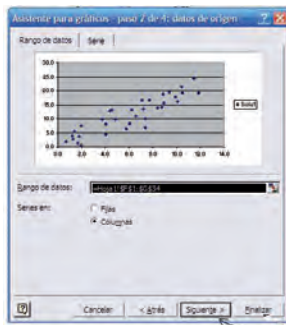 Asistente para gráficos - paso 2 de 4: datos de origen
Rango de datos
Serie
30.0
25.0
20.0
15.0
10.0
5.0
0.0
0.0 2.0 4.0 6.0 8.0 10.0 12.0 14.0
Rango de datos:
Series en:
Filas
Columnas
Cancelar
< Atrás
Siguiente >
Finalizar